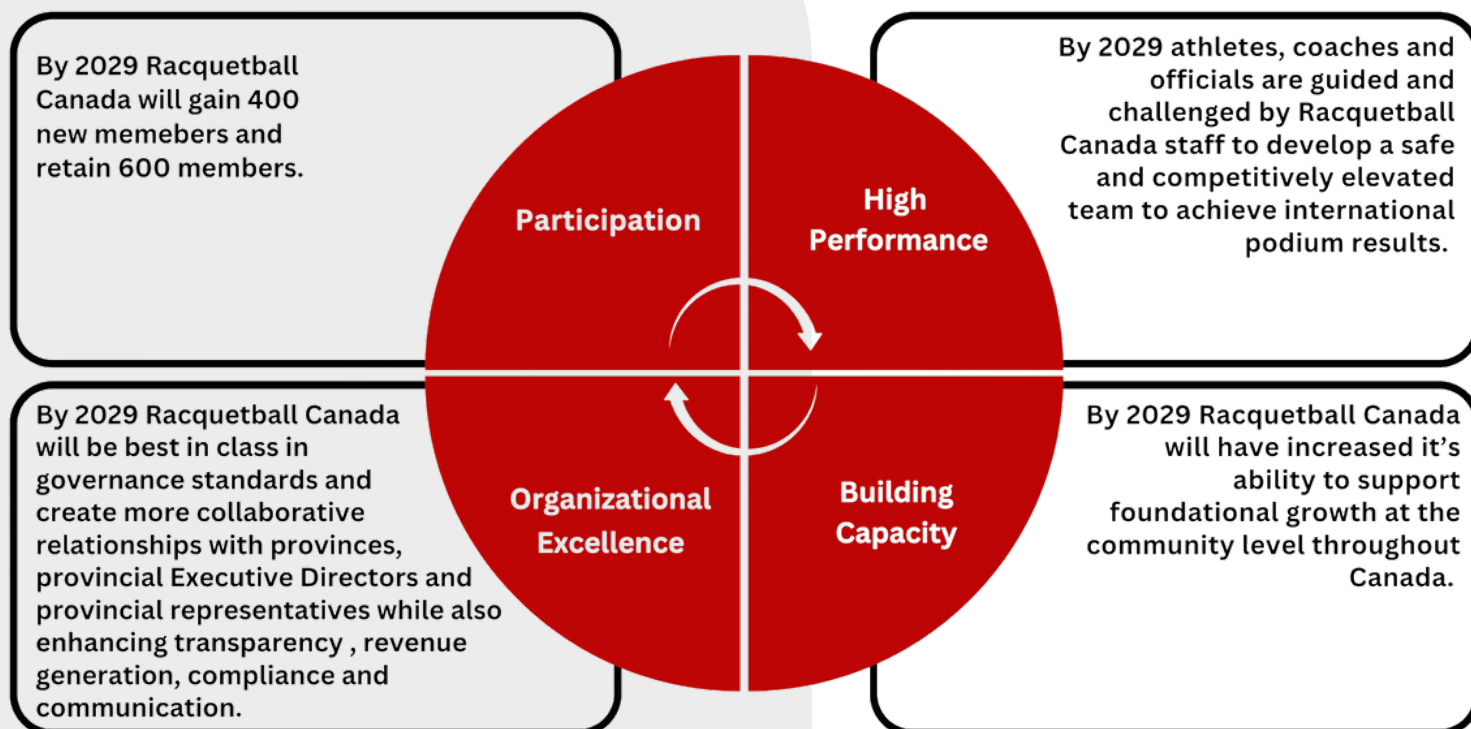 By 2029 Racquetball
Canada will gain 400
new memebers and
retain 600 members.
Participation
High
Performance
By 2029 athletes, coaches and
officials are guided and
challenged by Racquetball
Canada staff to develop a safe
and competitively elevated
team to achieve international
podium results.
By 2029 Racquetball Canada
will be best in class in
governance standards and
create more collaborative
relationships with provinces,
provincial Executive Directors and
provincial representatives while also
enhancing transparency , revenue
generation, compliance and
communication.
Organizational
Excellence
Building
Capacity
By 2029 Racquetball Canada
will have increased it’s
ability to support
foundational growth at the
community level throughout
Canada.